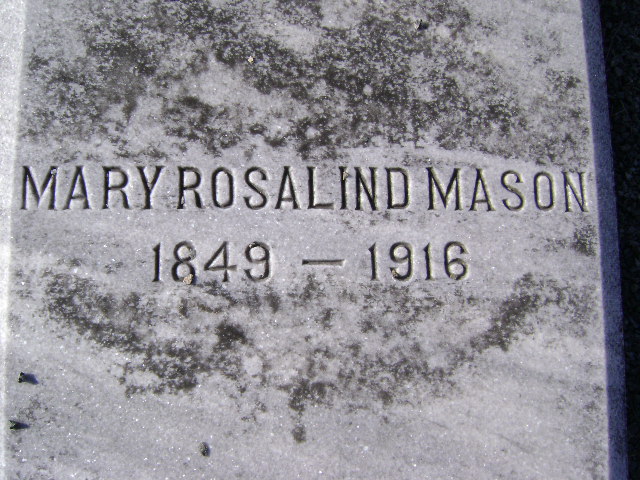 MARY ROSALIND MASON
1849 – 1916